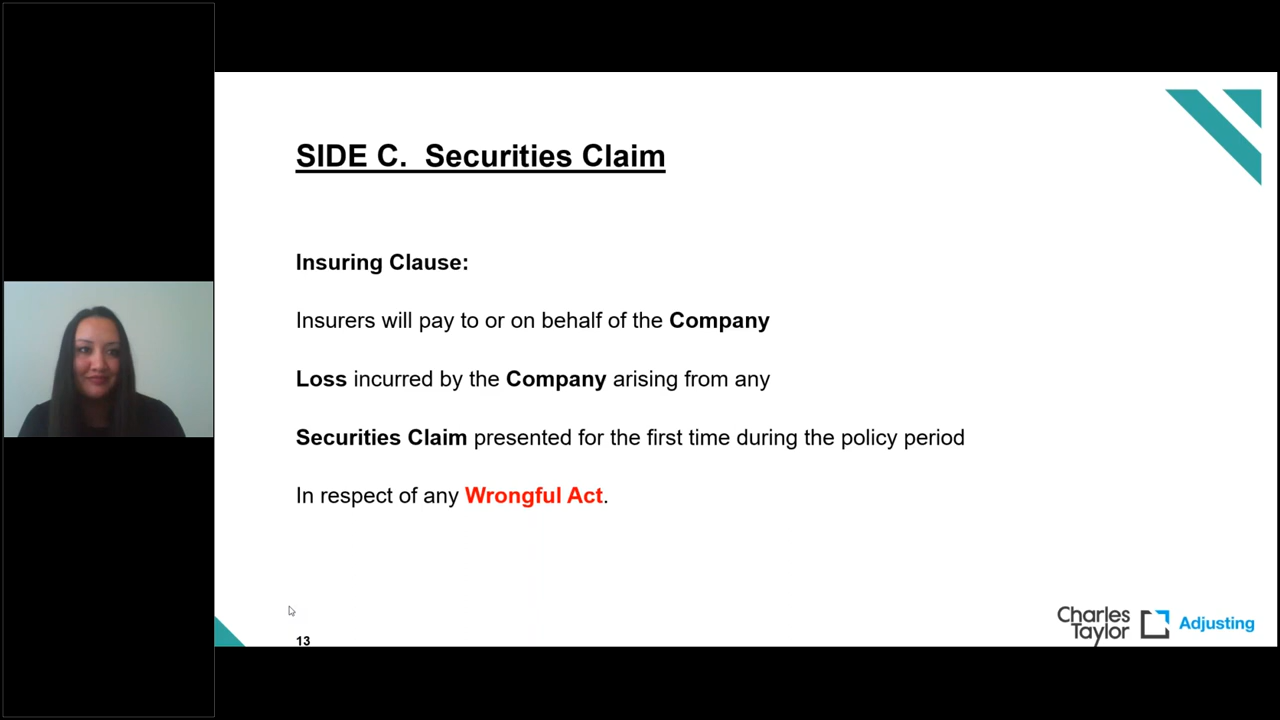 SIDE C.  Securities Claim
Insuring Clause:
Insurers will pay to or on behalf of the Company
Loss incurred by the Company arising from any
Securities Claim presented for the first time during the policy period
In respect of any Wrongful Act.
13
Charles
Taylor
Adjusting